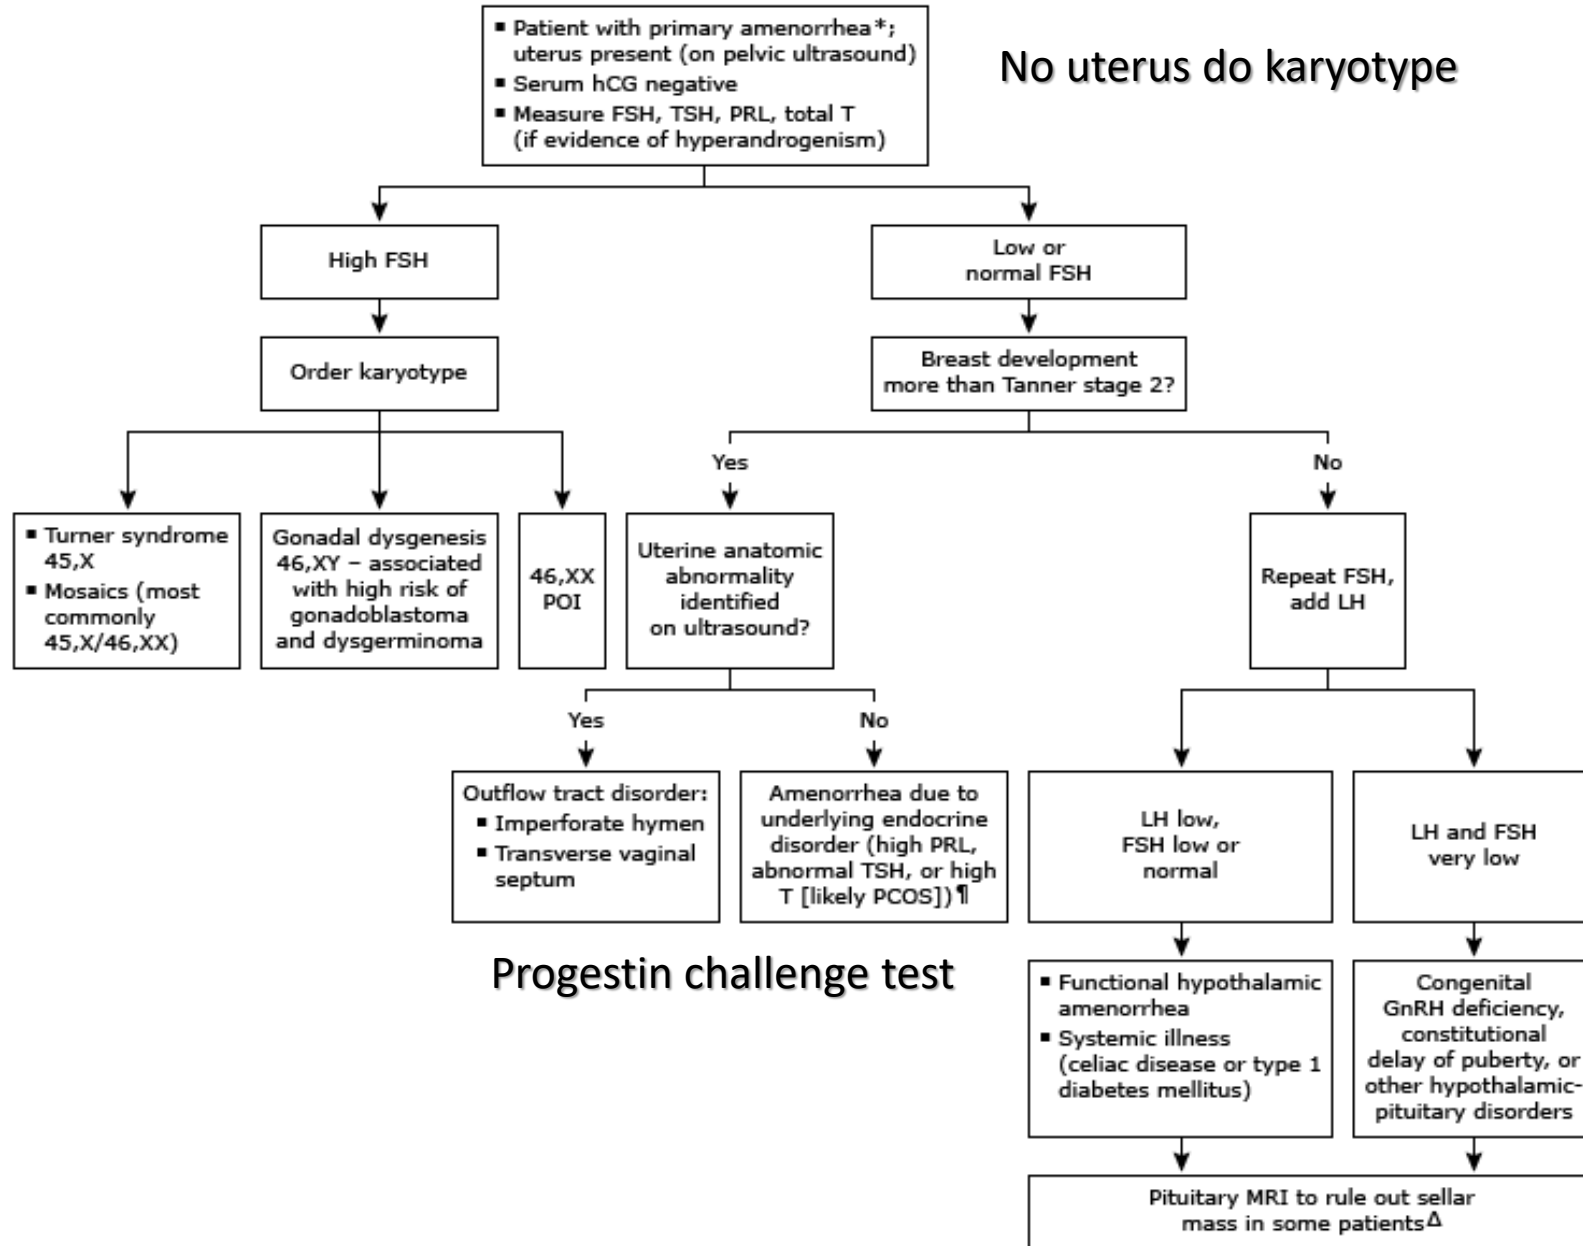 ▪ Patient with primary amenorrhea*;
uterus present (on pelvic ultrasound)
▪ Serum hCG negative
▪ Measure FSH, TSH, PRL, total T
(if evidence of hyperandrogenism)
No uterus do karyotype
High FSH
Low or
normal FSH
Order karyotype
Breast development
more than Tanner stage 2?
Yes
No
▪ Turner syndrome
45,X
▪ Mosaics (most
commonly
45,X/46,XX)
Gonadal dysgenesis
46,XY – associated
with high risk of
gonadoblastoma
and dysgerminoma
46,XX
POI
Uterine anatomic
abnormality
identified
on ultrasound?
Repeat FSH,
add LH
Yes
No
Outflow tract disorder:
▪ Imperforate hymen
▪ Transverse vaginal
septum
Amenorrhea due to
underlying endocrine
disorder (high PRL,
abnormal TSH, or high
T [likely PCOS])¶
LH low,
FSH low or
normal
LH and FSH
very low
Progestin challenge test
▪ Functional hypothalamic
amenorrhea
▪ Systemic illness
(celiac disease or type 1
diabetes mellitus)
Congenital
GnRH deficiency,
constitutional
delay of puberty, or
other hypothalamic-
pituitary disorders
Pituitary MRI to rule out sellar
mass in some patientsΔ